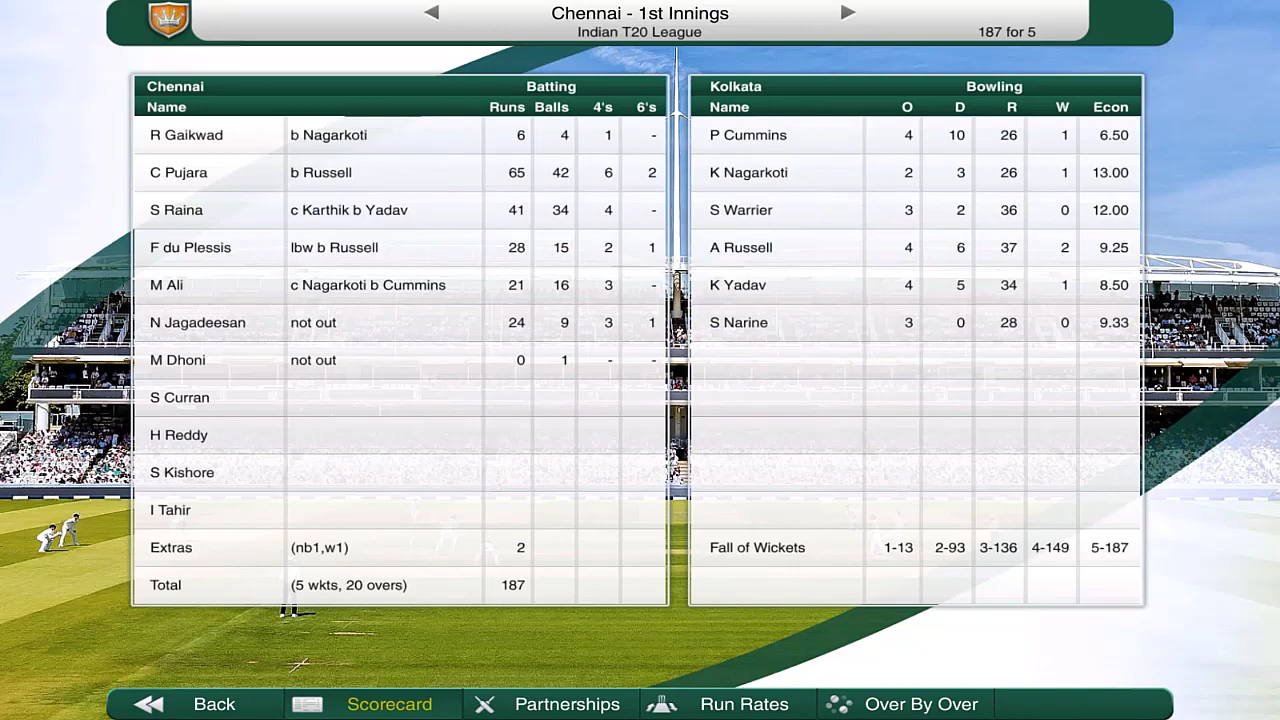 Chennai - 1st Innings
Indian T20 League
187 for 5
Chennai Batting
Name Runs Balls 4's 6's
R Gaikwad b Nagarkoti 6 4 1 -
C Pujara b Russell 65 42 6 2
S Raina c Karthik b Yadav 41 34 4 -
F du Plessis lbw b Russell 28 15 2 1
M Ali c Nagarkoti b Cummins 21 16 3 -
N Jagadeesan not out 24 9 3 1
M Dhoni not out 0 1 - -
S Curran
H Reddy
S Kishore
I Tahir
Extras (nb1,w1) 2
Total (5 wkts, 20 overs) 187
Kolkata Bowling
Name O D R W Econ
P Cummins 4 10 26 1 6.50
K Nagarkoti 2 3 26 1 13.00
S Warrier 3 2 36 0 12.00
A Russell 4 6 37 2 9.25
K Yadav 4 5 34 1 8.50
S Narine 3 0 28 0 9.33
Fall of Wickets 1-13 2-93 3-136 4-149 5-187
Back Scorecard Partnerships Run Rates Over By Over